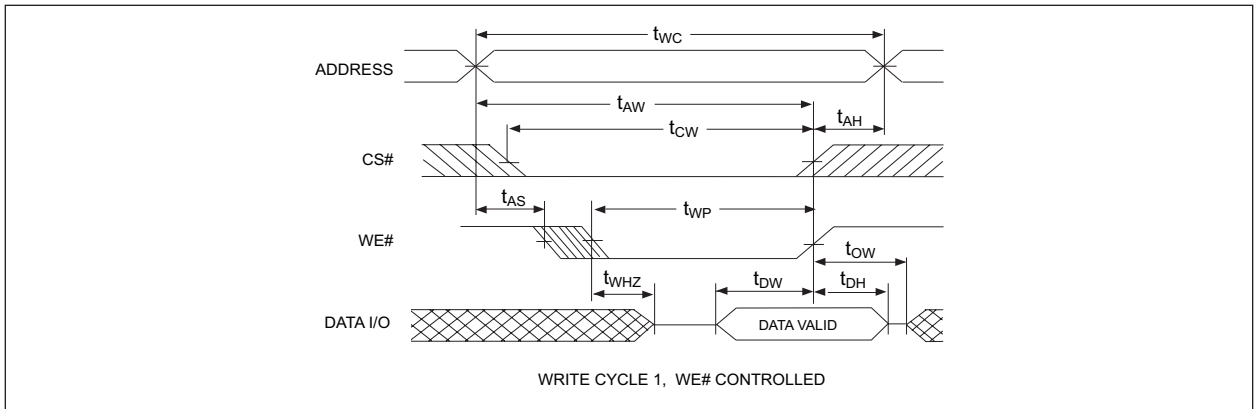 tWC
ADDRESS
tAW
tCW
tAH
CS#
tAS
tWP
WE#
tOW
tWHZ
tDW
tDH
DATA I/O
DATA VALID
WRITE CYCLE 1, WE# CONTROLLED